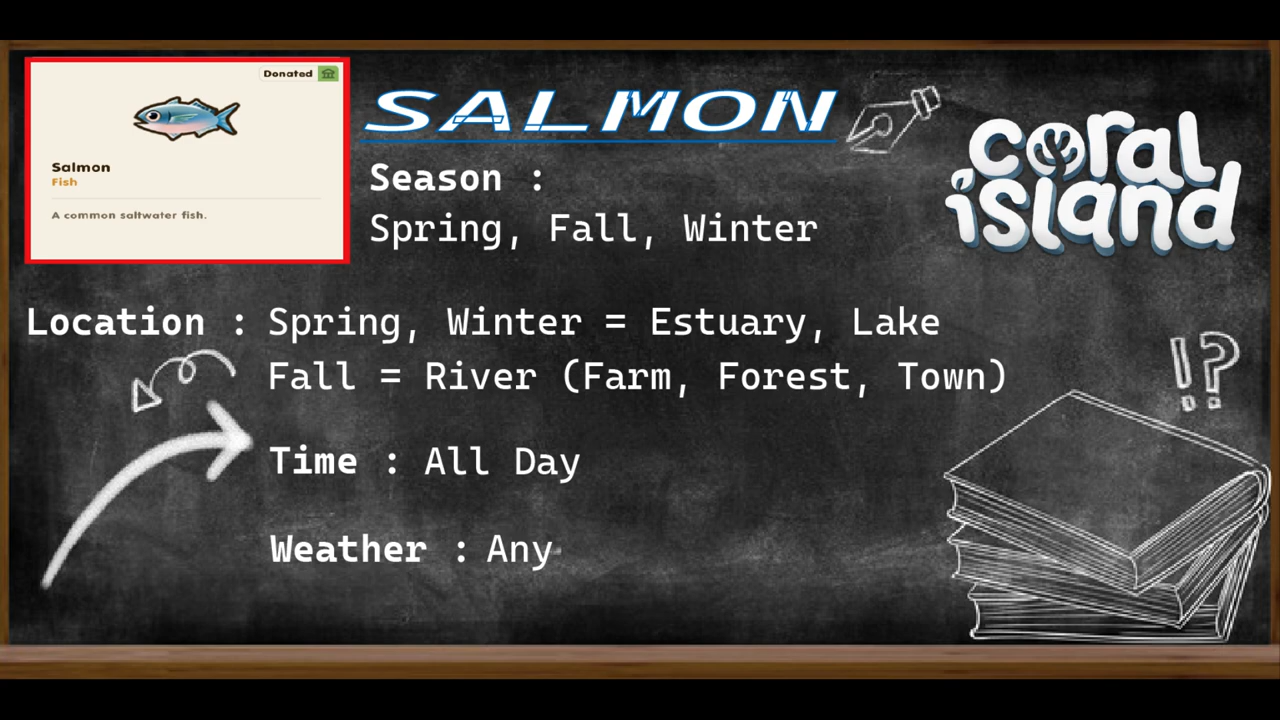 Donated
Salmon
Fish
A common saltwater fish.
SALMON
Season :
Spring, Fall, Winter
coral
island
Location : Spring, Winter = Estuary, Lake
Fall = River (Farm, Forest, Town)
!?
Time : All Day
Weather : Any